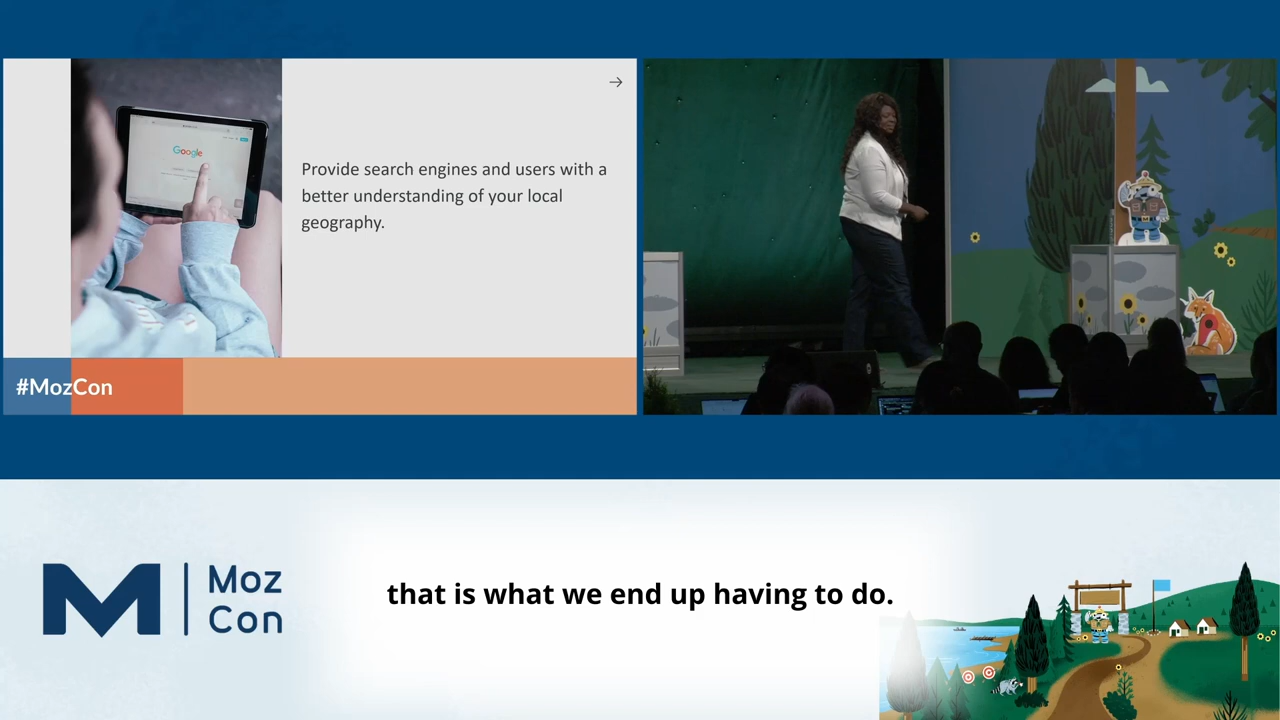 Google
Provide search engines and users with a
better understanding of your local
geography.
#MozCon
M
Moz
Con
that is what we end up having to do.